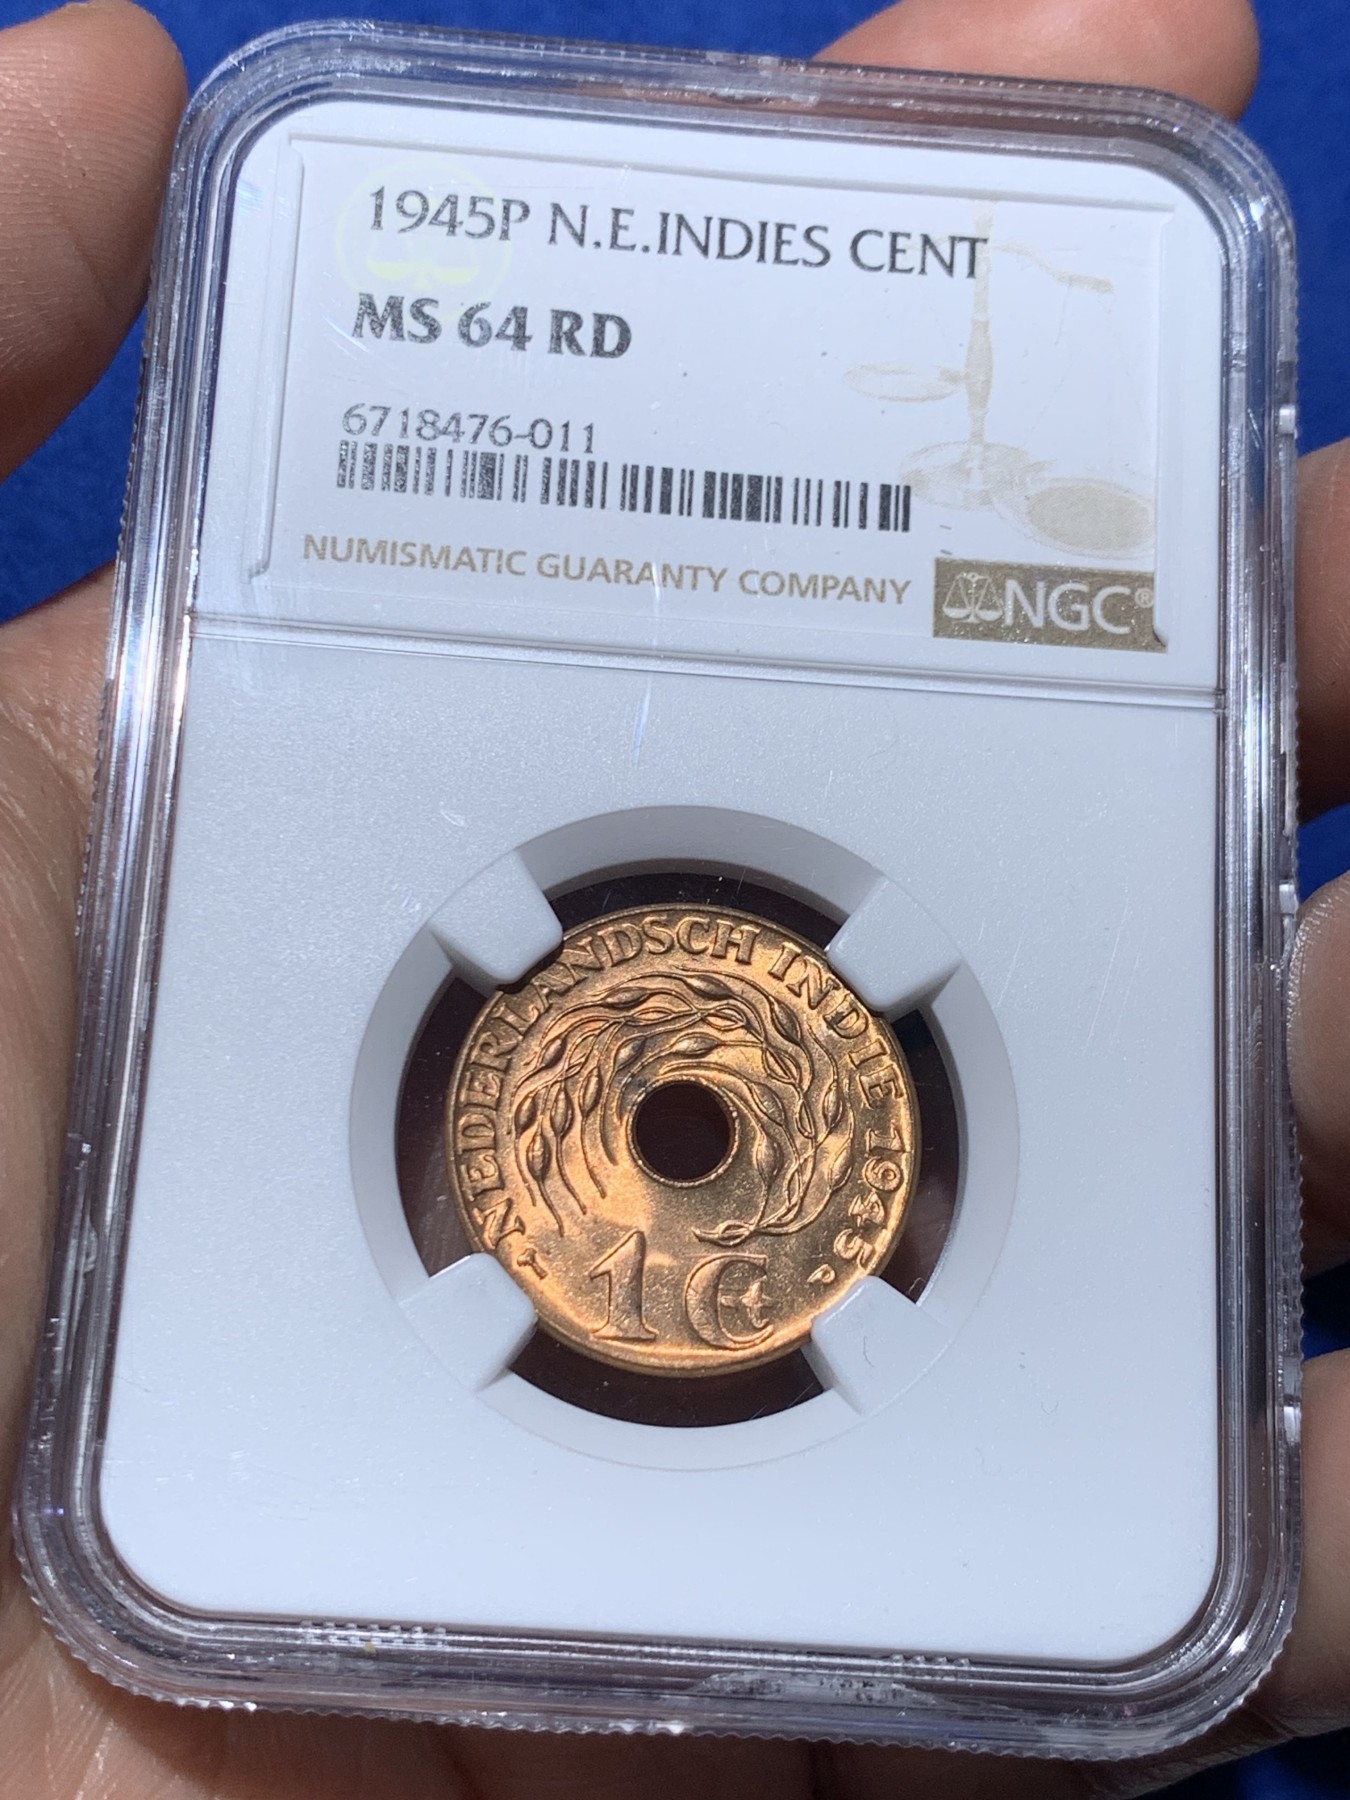 1945P N.E.INDIES CENT
MS 64 RD
6718476-011
NUMISMATIC GUARANTY COMPANY
NGC®
NEDERLANDSCH INDIE 1945
P
1 C